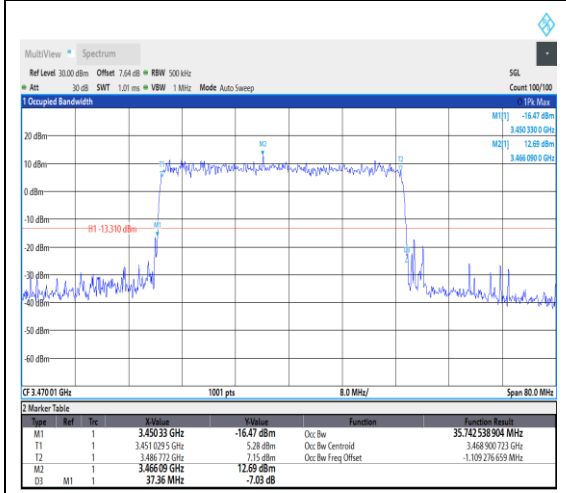 MultiView Spectrum
Ref Level 30.00 dBm Offset 7.64 dB RBW 500 kHz SGL
Att 30 dB SWT 1.01 ms VBW 1 MHz Mode Auto Sweep Count 100/100
1 Occupied Bandwidth 1Pk Max
M1[1] -16.47 dBm
3.450 330 0 GHz
M2[1] 12.69 dBm
3.466 090 0 GHz
20 dBm
M2
10 dBm
T1
T2
0 dBm
-10 dBm
H1 -13.310 dBm
M1
-20 dBm
D3
-30 dBm
-40 dBm
-50 dBm
-60 dBm
CF 3.470 01 GHz 1001 pts 8.0 MHz/ Span 80.0 MHz
2 Marker Table
Type Ref Trc X-Value Y-Value Function Function Result
M1 1 3.450 33 GHz -16.47 dBm Occ Bw 35.742 538 904 MHz
T1 1 3.451 029 5 GHz 5.28 dBm Occ Bw Centroid 3.468 900 723 GHz
T2 1 3.486 772 GHz 7.15 dBm Occ Bw Freq Offset -1.109 276 659 MHz
M2 1 3.466 09 GHz 12.69 dBm
D3 M1 1 37.36 MHz -7.03 dB